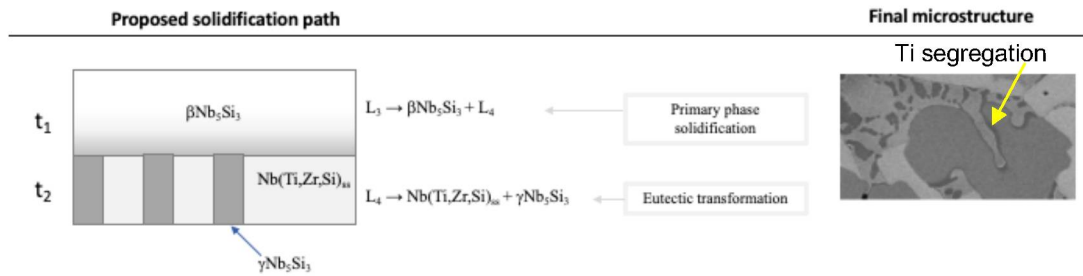 Proposed solidification path
Final microstructure
Ti segregation
t₁
βNb₅Si₃
L₃ → βNb₅Si₃ + L₄
Primary phase
solidification
t₂
Nb(Ti,Zr,Si)ₛₛ
L₄ → Nb(Ti,Zr,Si)ₛₛ + γNb₅Si₃
Eutectic transformation
γNb₅Si₃